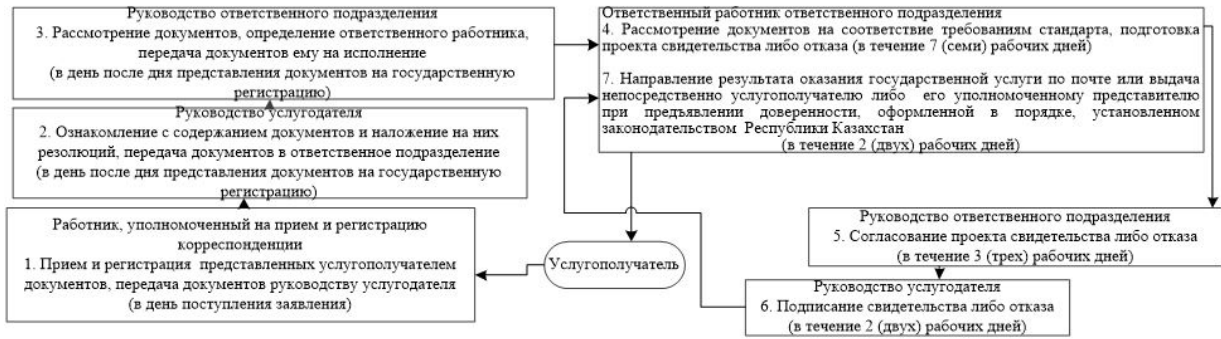 Руководство ответственного подразделения
3. Рассмотрение документов, определение ответственного работника,
передача документов ему на исполнение
(в день после дня представления документов на государственную
регистрацию)
Руководство услугодателя
2. Ознакомление с содержанием документов и наложение на них
резолюций, передача документов в ответственное подразделение
(в день после дня представления документов на государственную
регистрацию)
Работник, уполномоченный на прием и регистрацию
корреспонденции
1. Прием и регистрация представленных услугополучателем
документов, передача документов руководству услугодателя
(в день поступления заявления)
Услугополучатель
Ответственный работник ответственного подразделения
4. Рассмотрение документов на соответствие требованиям стандарта, подготовка
проекта свидетельства либо отказа (в течение 7 (семи) рабочих дней)
7. Направление результата оказания государственной услуги по почте или выдача
непосредственно услугополучателю либо его уполномоченному представителю
при предъявлении доверенности, оформленной в порядке, установленном
законодательством Республики Казахстан
(в течение 2 (двух) рабочих дней)
Руководство ответственного подразделения
5. Согласование проекта свидетельства либо отказа
(в течение 3 (трех) рабочих дней)
Руководство услугодателя
6. Подписание свидетельства либо отказа
(в течение 2 (двух) рабочих дней)